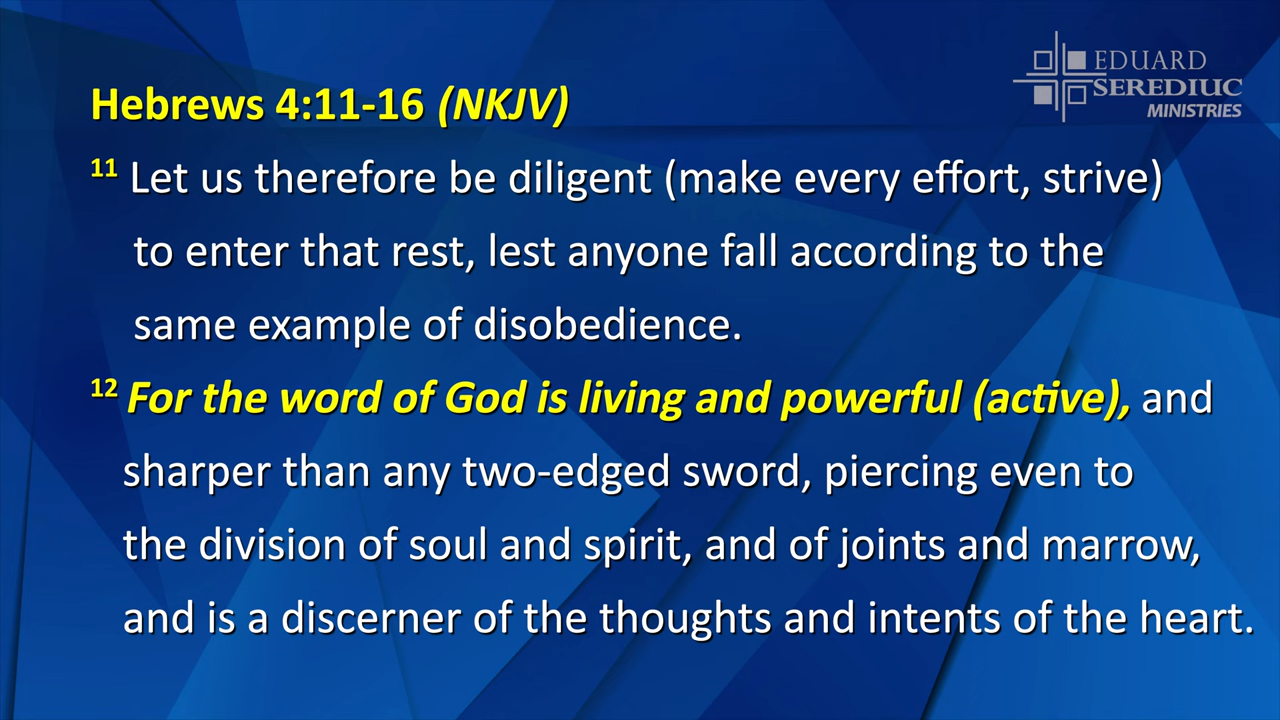 EDUARD
SEREDIUC
MINISTRIES
Hebrews 4:11-16 (NKJV)
11 Let us therefore be diligent (make every effort, strive)
to enter that rest, lest anyone fall according to the
same example of disobedience.
12 For the word of God is living and powerful (active), and
sharper than any two-edged sword, piercing even to
the division of soul and spirit, and of joints and marrow,
and is a discerner of the thoughts and intents of the heart.